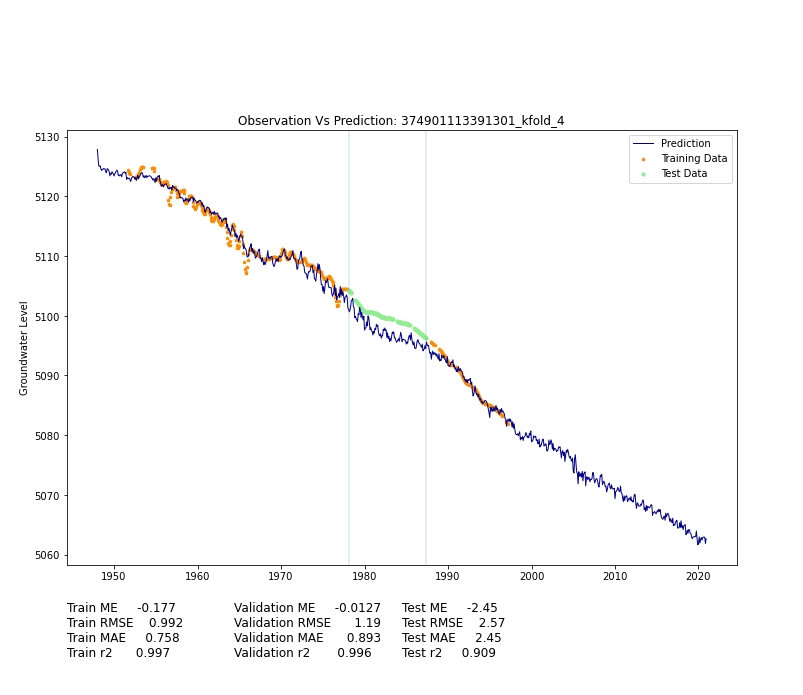 Observation Vs Prediction: 374901113391301_kfold_4
5130
5120
5110
5100
5090
5080
5070
5060
Groundwater Level
Prediction
Training Data
Test Data
1950 1960 1970 1980 1990 2000 2010 2020
Train ME -0.177 Validation ME -0.0127 Test ME -2.45
Train RMSE 0.992 Validation RMSE 1.19 Test RMSE 2.57
Train MAE 0.758 Validation MAE 0.893 Test MAE 2.45
Train r2 0.997 Validation r2 0.996 Test r2 0.909